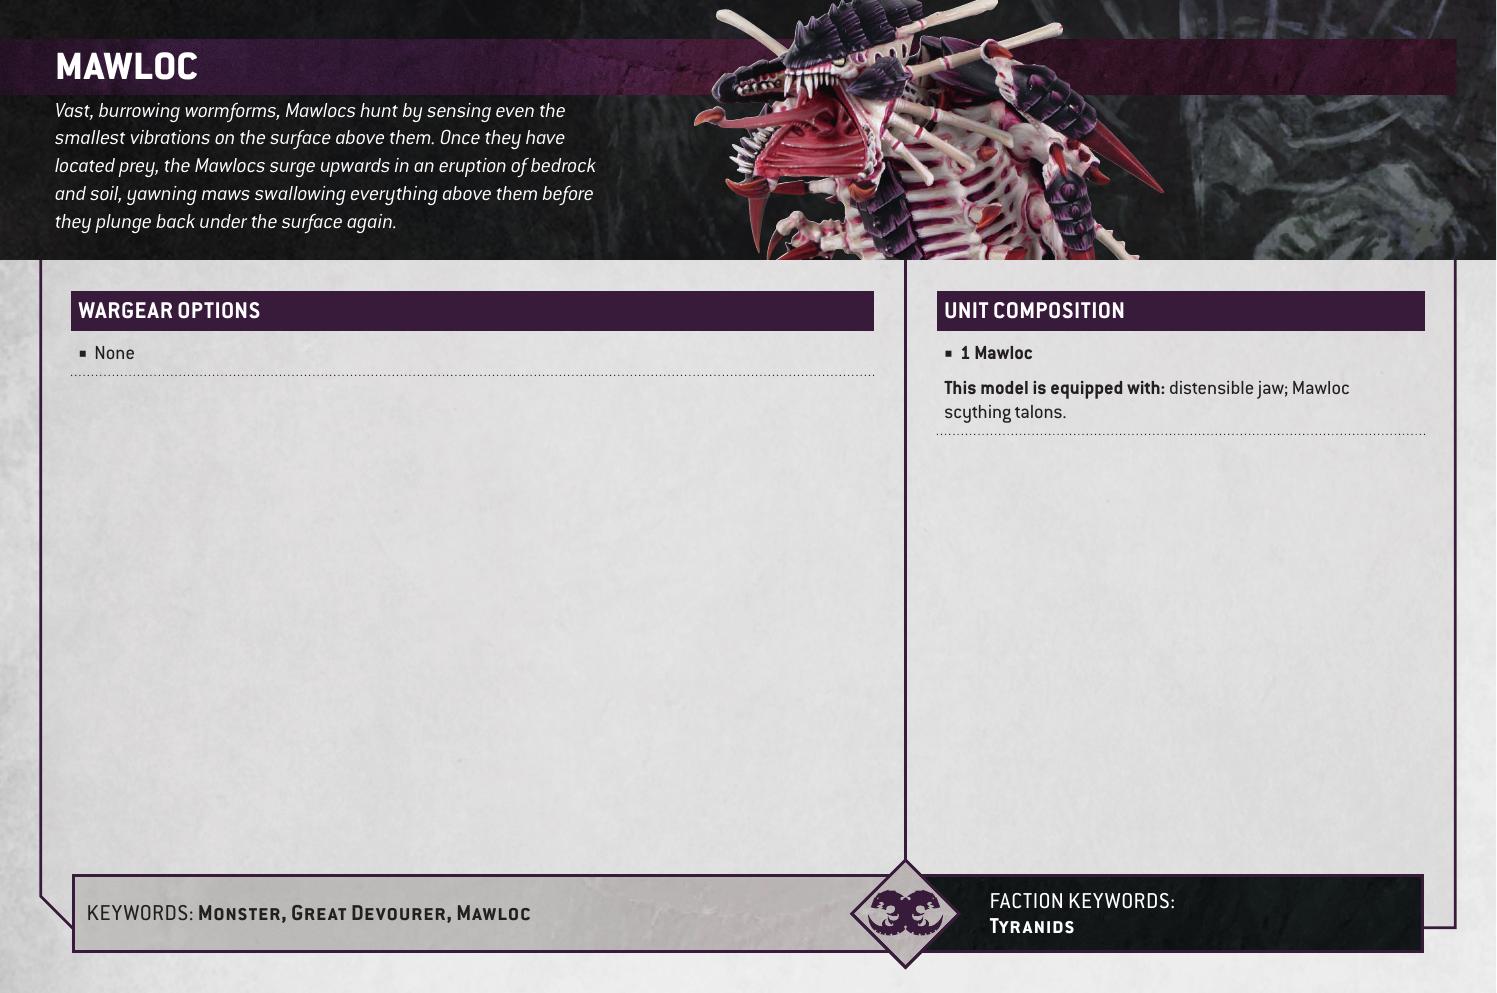 MAWLOC
Vast, burrowing wormforms, Mawlocs hunt by sensing even the
smallest vibrations on the surface above them. Once they have
located prey, the Mawlocs surge upwards in an eruption of bedrock
and soil, yawning maws swallowing everything above them before
they plunge back under the surface again.
WARGEAR OPTIONS
▪ None
UNIT COMPOSITION
▪ 1 Mawloc
This model is equipped with: distensible jaw; Mawloc
scything talons.
KEYWORDS: Monster, Great Devourer, Mawloc
FACTION KEYWORDS:
Tyranids